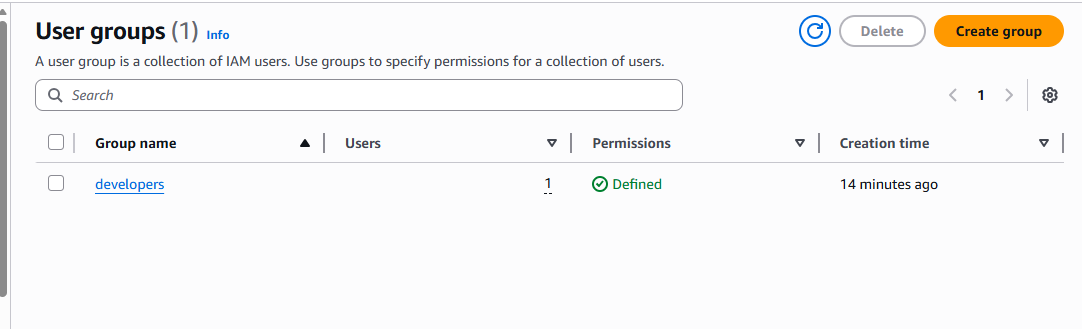 User groups (1) Info
Delete
Create group
A user group is a collection of IAM users. Use groups to specify permissions for a collection of users.
Search
1
Group name Users Permissions Creation time
developers 1 Defined 14 minutes ago